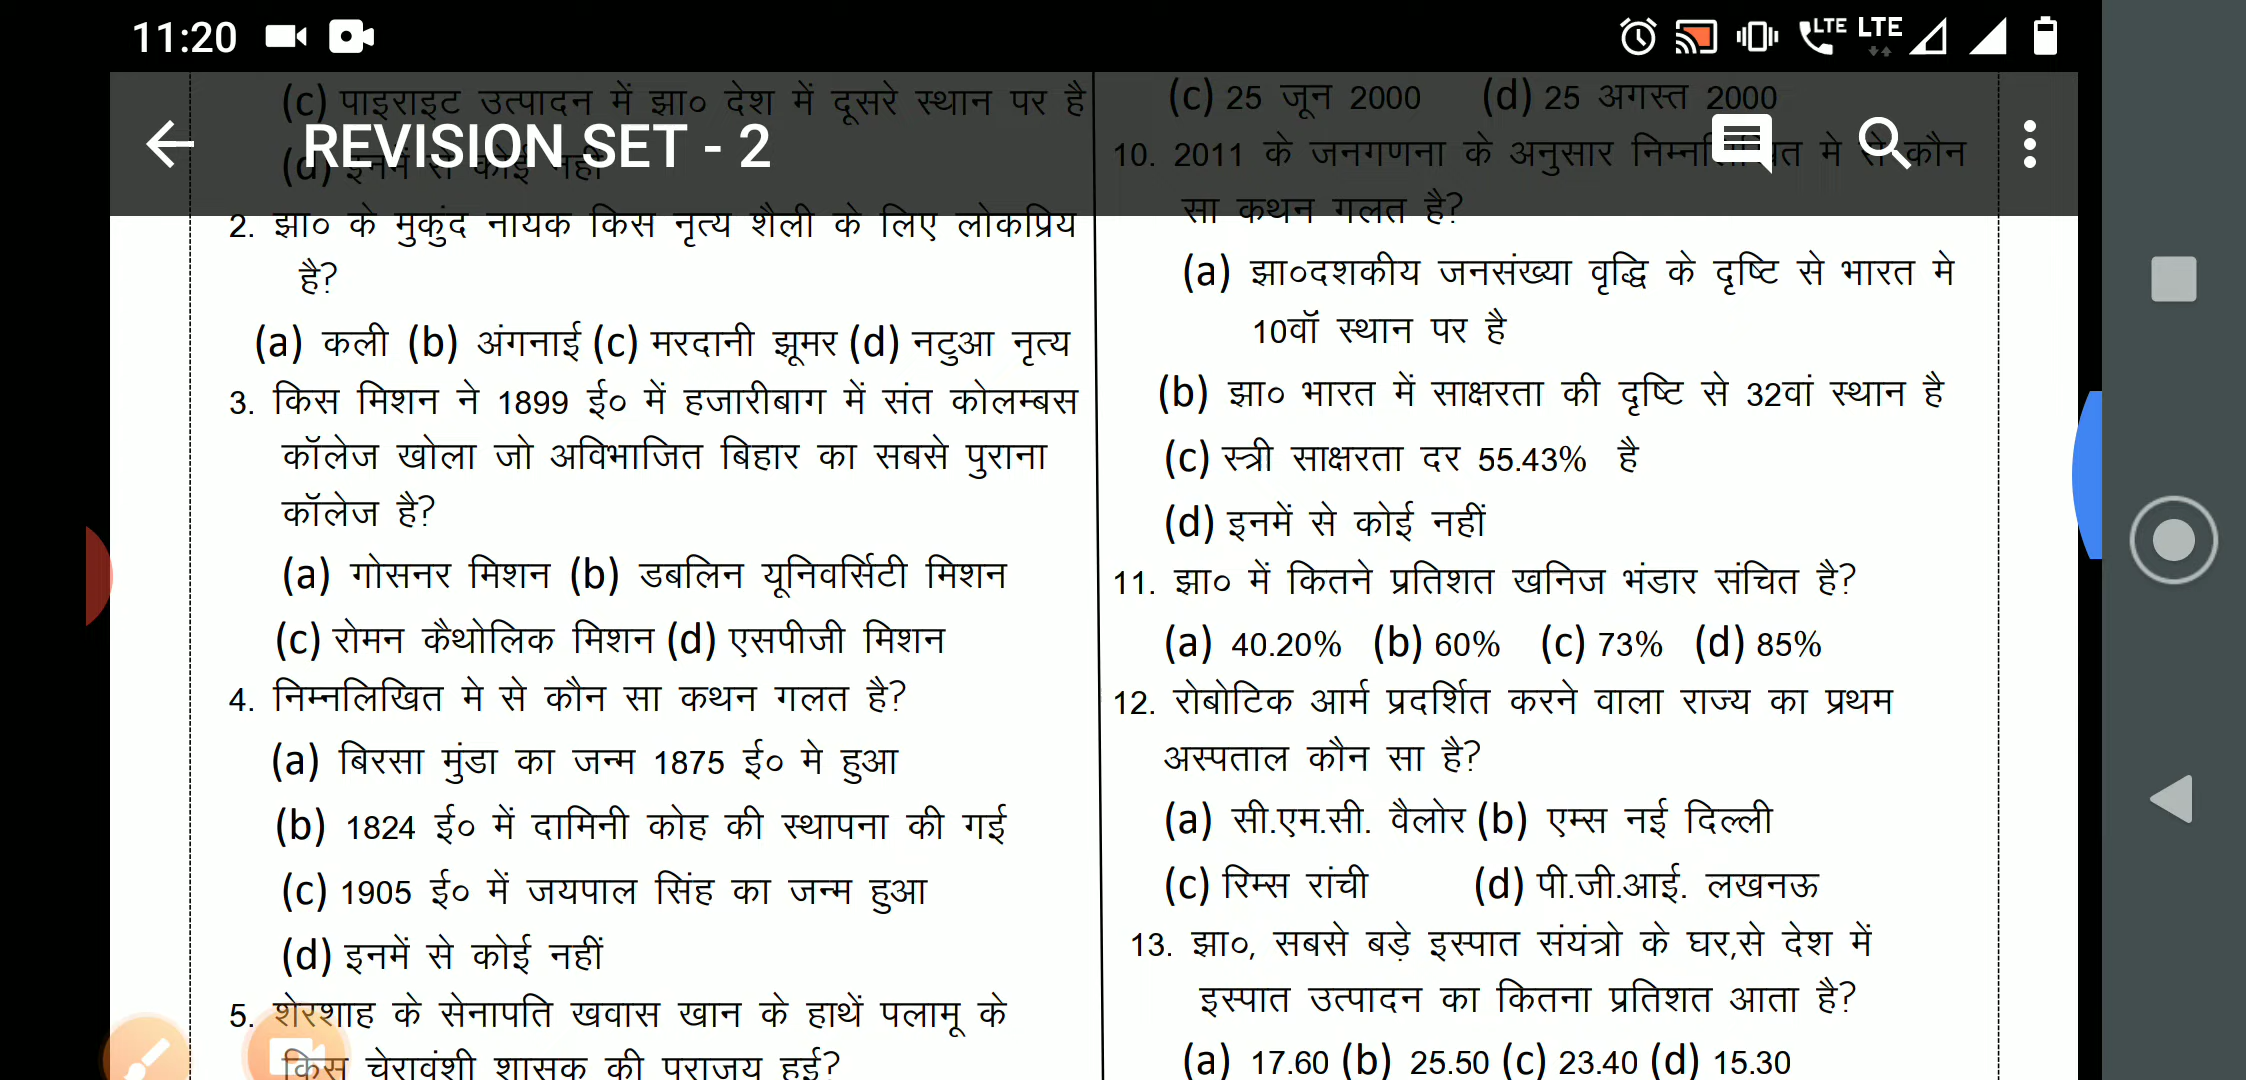 11:20
LTE LTE
REVISION SET - 2
(c) पाइराइट उत्पादन में झा० देश में दूसरे स्थान पर है
(d) इनमें से कोई नहीं
2. झा० के मुकुंद नायक किस नृत्य शैली के लिए लोकप्रिय
है?
(a) कली (b) अंगनाई (c) मरदानी झूमर (d) नटुआ नृत्य
3. किस मिशन ने 1899 ई० में हजारीबाग में संत कोलम्बस
कॉलेज खोला जो अविभाजित बिहार का सबसे पुराना
कॉलेज है?
(a) गोसनर मिशन (b) डबलिन यूनिवर्सिटी मिशन
(c) रोमन कैथोलिक मिशन (d) एसपीजी मिशन
4. निम्नलिखित मे से कौन सा कथन गलत है?
(a) बिरसा मुंडा का जन्म 1875 ई० मे हुआ
(b) 1824 ई० में दामिनी कोह की स्थापना की गई
(c) 1905 ई० में जयपाल सिंह का जन्म हुआ
(d) इनमें से कोई नहीं
5. शेरशाह के सेनापति खवास खान के हाथें पलामू के
किस चेरावंशी शासक की पराजय हुई?
(c) 25 जून 2000 (d) 25 अगस्त 2000
10. 2011 के जनगणना के अनुसार निम्नलिखित मे से कौन
सा कथन गलत है?
(a) झा०दशकीय जनसंख्या वृद्धि के दृष्टि से भारत मे
10वॉं स्थान पर है
(b) झा० भारत में साक्षरता की दृष्टि से 32वां स्थान है
(c) स्त्री साक्षरता दर 55.43% है
(d) इनमें से कोई नहीं
11. झा० में कितने प्रतिशत खनिज भंडार संचित है?
(a) 40.20% (b) 60% (c) 73% (d) 85%
12. रोबोटिक आर्म प्रदर्शित करने वाला राज्य का प्रथम
अस्पताल कौन सा है?
(a) सी.एम.सी. वैलोर (b) एम्स नई दिल्ली
(c) रिम्स रांची (d) पी.जी.आई. लखनऊ
13. झा०, सबसे बड़े इस्पात संयंत्रो के घर,से देश में
इस्पात उत्पादन का कितना प्रतिशत आता है?
(a) 17.60 (b) 25.50 (c) 23.40 (d) 15.30